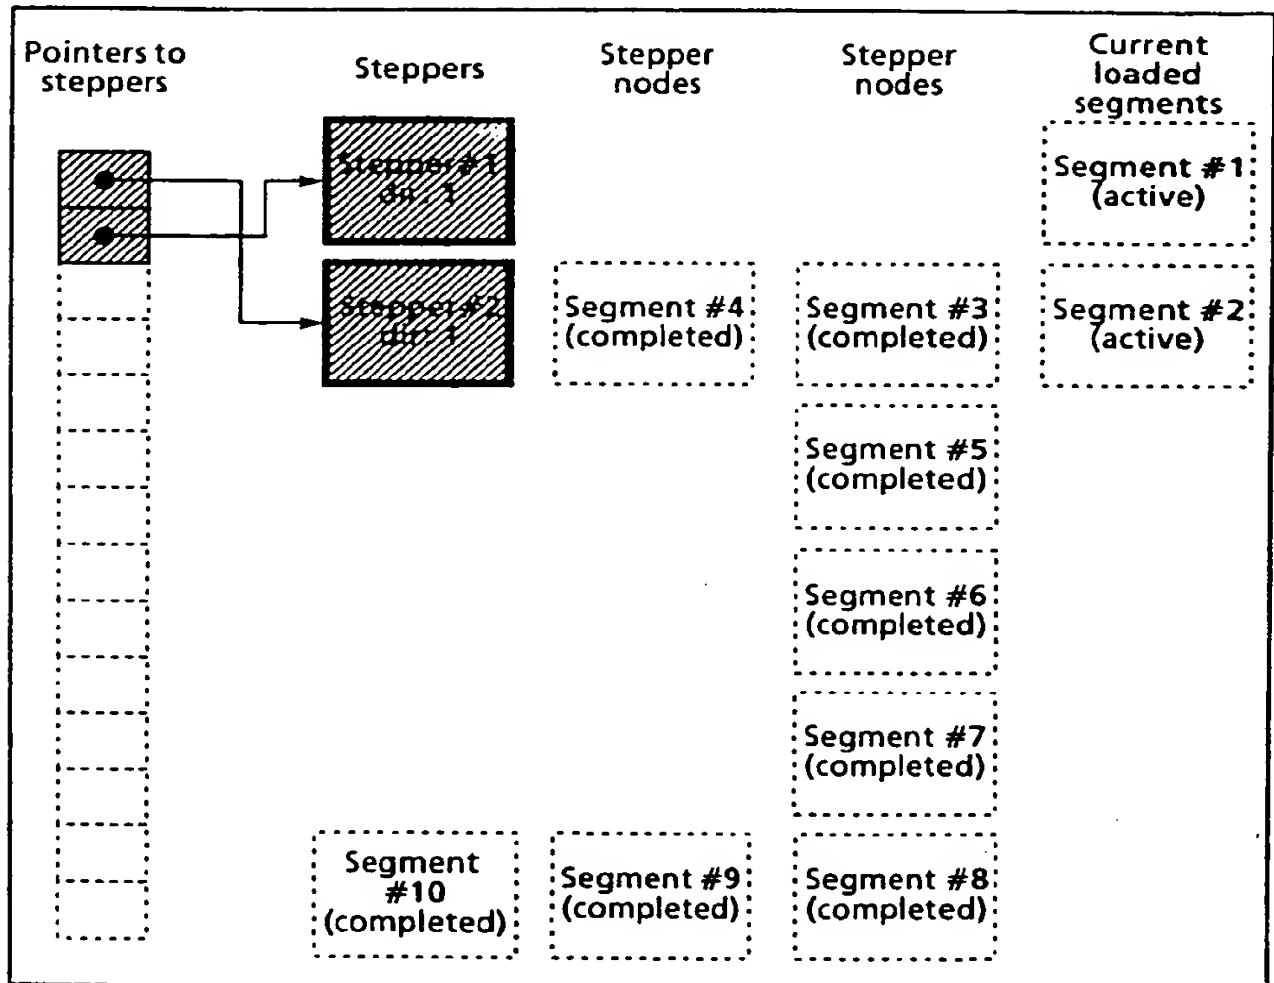 Pointers to
steppers
Steppers
Stepper
nodes
Stepper
nodes
Current
loaded
segments
Stepper#1
dir: 1
Segment #1
(active)
Stepper#2
dir: 1
Segment #4
(completed)
Segment #3
(completed)
Segment #2
(active)
Segment #5
(completed)
Segment #6
(completed)
Segment #7
(completed)
Segment
#10
(completed)
Segment #9
(completed)
Segment #8
(completed)